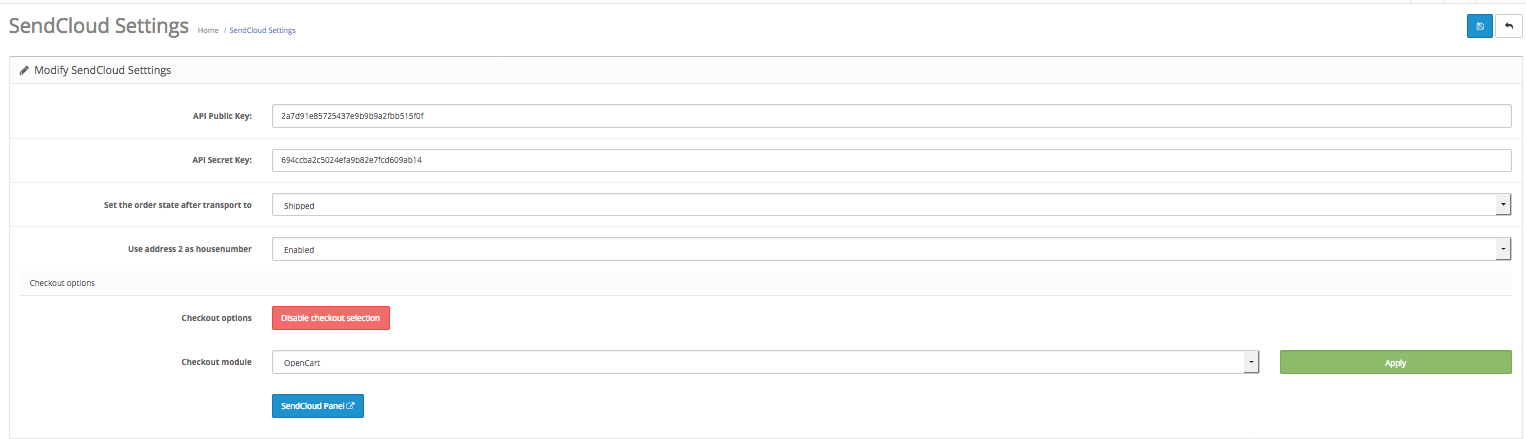 SendCloud Settings Home / SendCloud Settings
Modify SendCloud Setttings
API Public Key: 2a7d91e85725437e9b9b9a2fbb515f0f
API Secret Key: 694ccba2c5024efa9b82e7fcd609ab14
Set the order state after transport to Shipped
Use address 2 as housenumber Enabled
Checkout options
Checkout options Disable checkout selection
Checkout module OpenCart Apply
SendCloud Panel